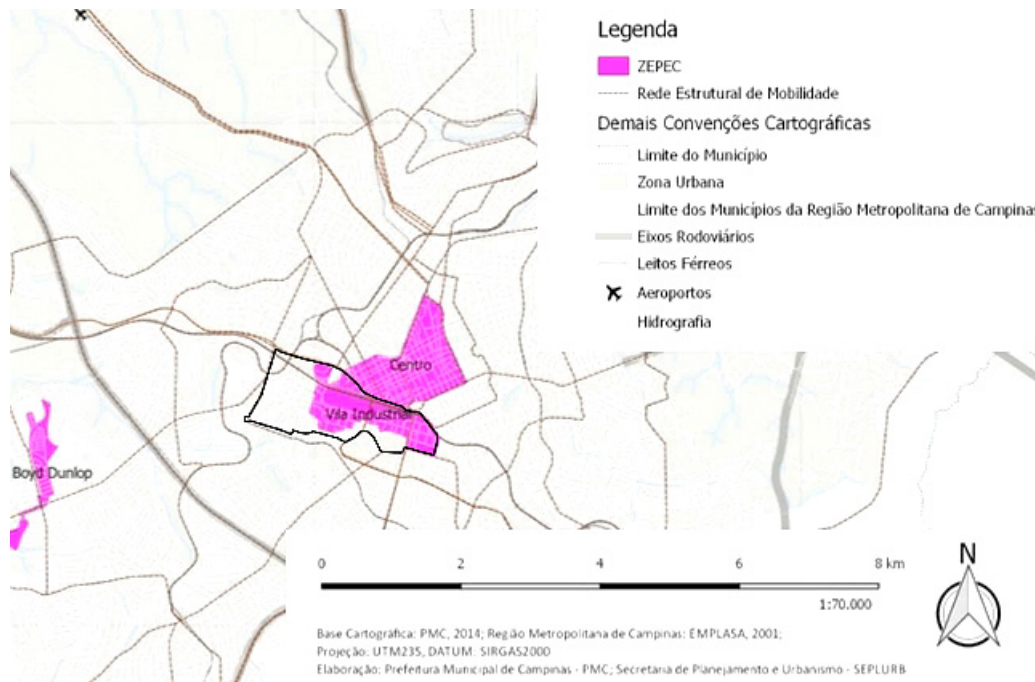 Legenda
ZEPEC
Rede Estrutural de Mobilidade
Demais Convenções Cartográficas
Limite do Município
Zona Urbana
Limite dos Municípios da Região Metropolitana de Campinas
Eixos Rodoviários
Leitos Férreos
Aeroportos
Hidrografia
Centro
Vila Industrial
Boyd Dunlop
N
0 2 4 6 8 km
1:70.000
Base Cartográfica: PMC, 2014; Região Metropolitana de Campinas: EMPLASA, 2001;
Projeção: UTM23S, DATUM: SIRGAS2000
Elaboração: Prefeitura Municipal de Campinas - PMC; Secretaria de Planejamento e Urbanismo - SEPLURB